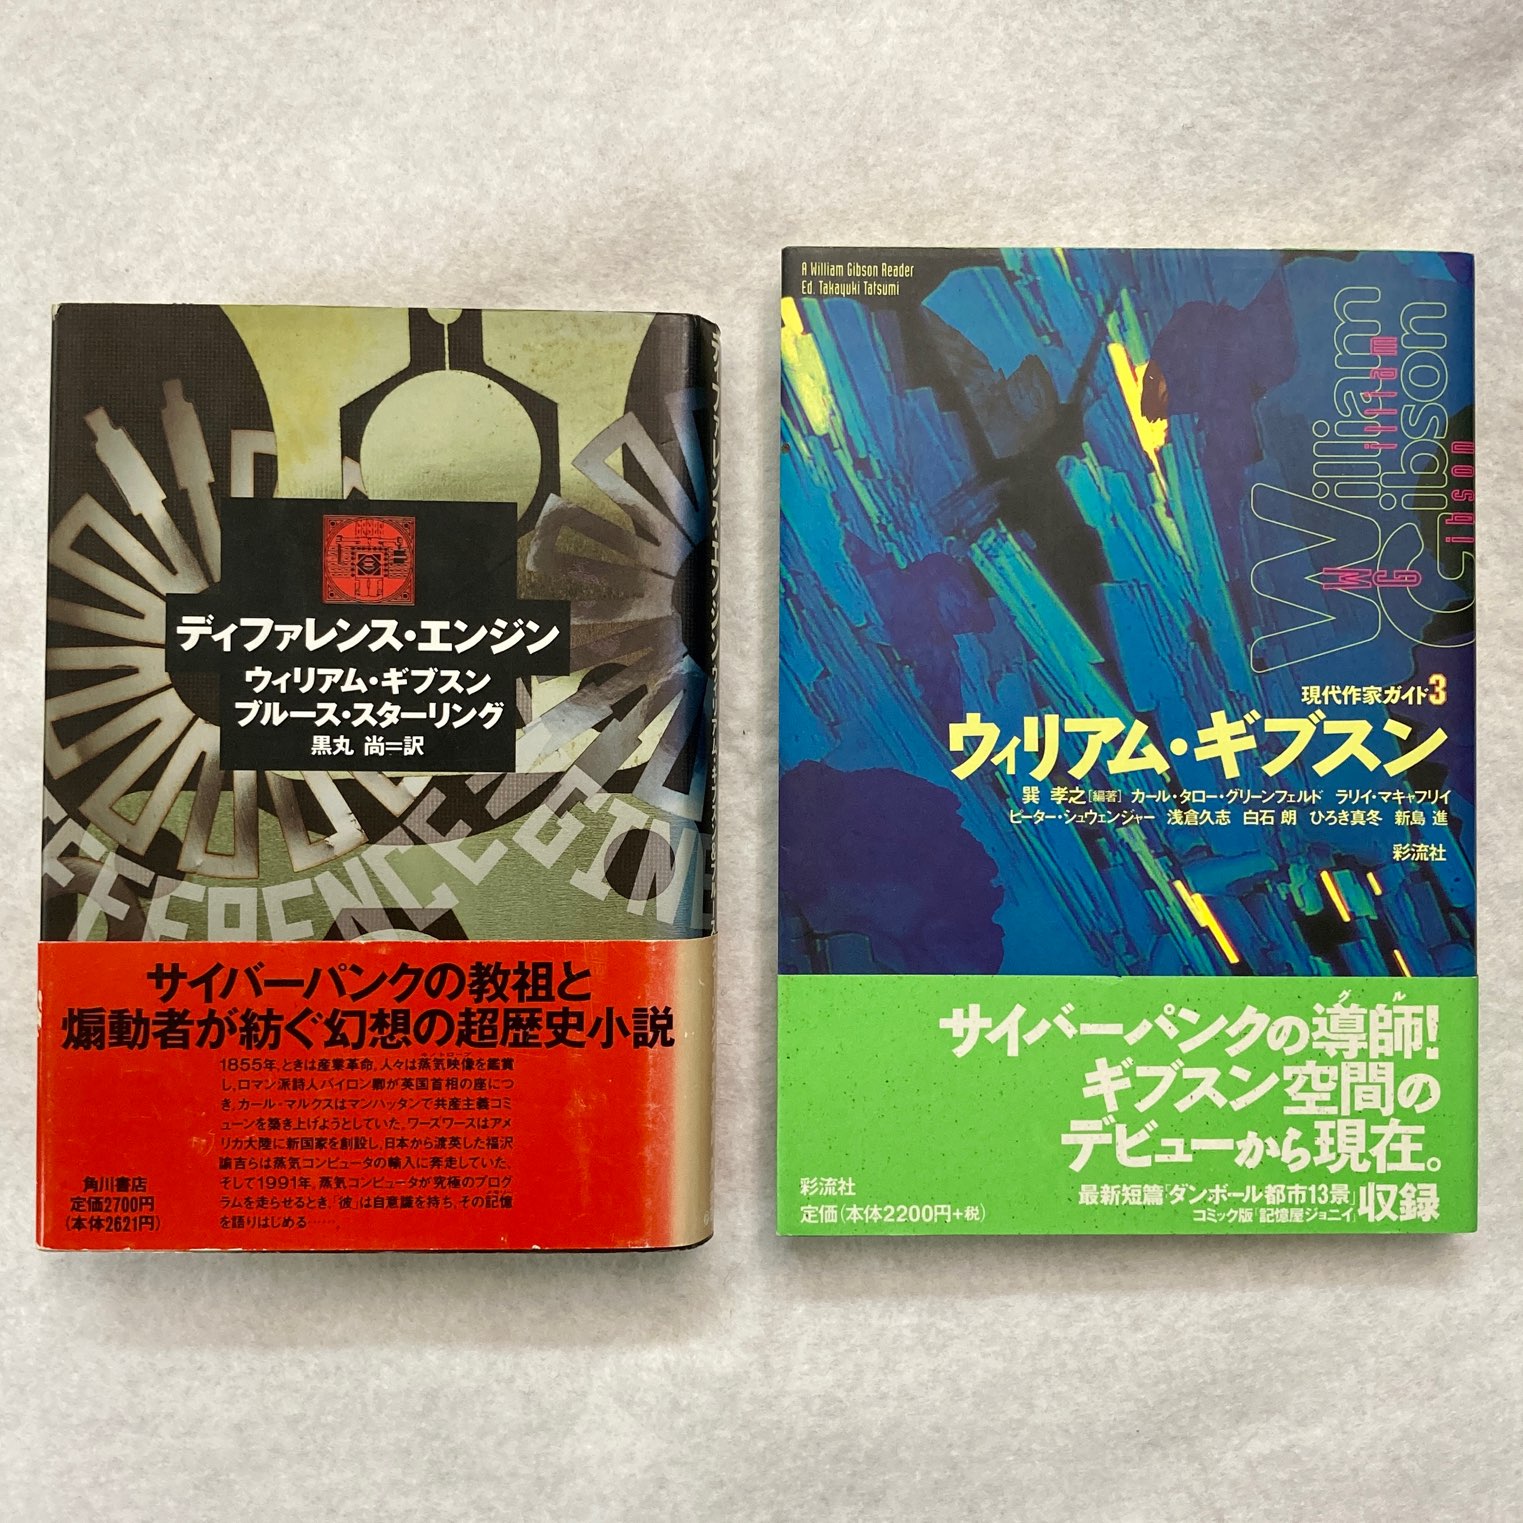 ディファレンス・エンジン
ウィリアム・ギブスン
ブルース・スターリング
黒丸 尚=訳
DIFFERENCE ENGINE
サイバーパンクの教祖と
煽動者が紡ぐ幻想の超歴史小説
1855年、ときは産業革命、人々は蒸気映像を鑑賞
し、ロマン派詩人バイロン卿が英国首相の座につ
き、カール・マルクスはマンハッタンで共産主義コミ
ューンを築き上げようとしていた。ワーズワースはアメ
リカ大陸に新国家を創設し、日本から渡英した福沢
諭吉らは蒸気コンピュータの輸入に奔走していた。
そして1991年、蒸気コンピュータが究極のプログ
ラムを走らせるとき、「彼」は自意識を持ち、その記憶
を語りはじめる……
角川書店
定価2700円
(本体2621円)
A William Gibson Reader
Ed. Takayuki Tatsumi
William
Gibson
William
Gibson
WG
現代作家ガイド3
ウィリアム・ギブスン
巽 孝之[編著] カール・タロー・グリーンフェルド ラリイ・マキャフリイ
ピーター・シュウェンジャー 浅倉久志 白石 朗 ひろき真冬 新島 進
彩流社
グル
サイバーパンクの導師!
ギブスン空間の
デビューから現在。
最新短篇「ダンボール都市13景」
コミック版「記憶屋ジョニイ」収録
彩流社
定価(本体2200円+税)